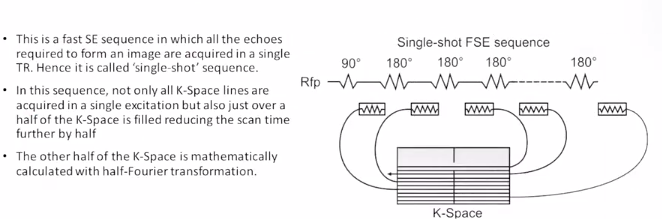 • This is a fast SE sequence in which all the echoes
required to form an image are acquired in a single
TR. Hence it is called ‘single-shot’ sequence.
• In this sequence, not only all K-Space lines are
acquired in a single excitation but also just over a
half of the K-Space is filled reducing the scan time
further by half
• The other half of the K-Space is mathematically
calculated with half-Fourier transformation.
Single-shot FSE sequence
90° 180° 180° 180° 180°
Rfp
K-Space